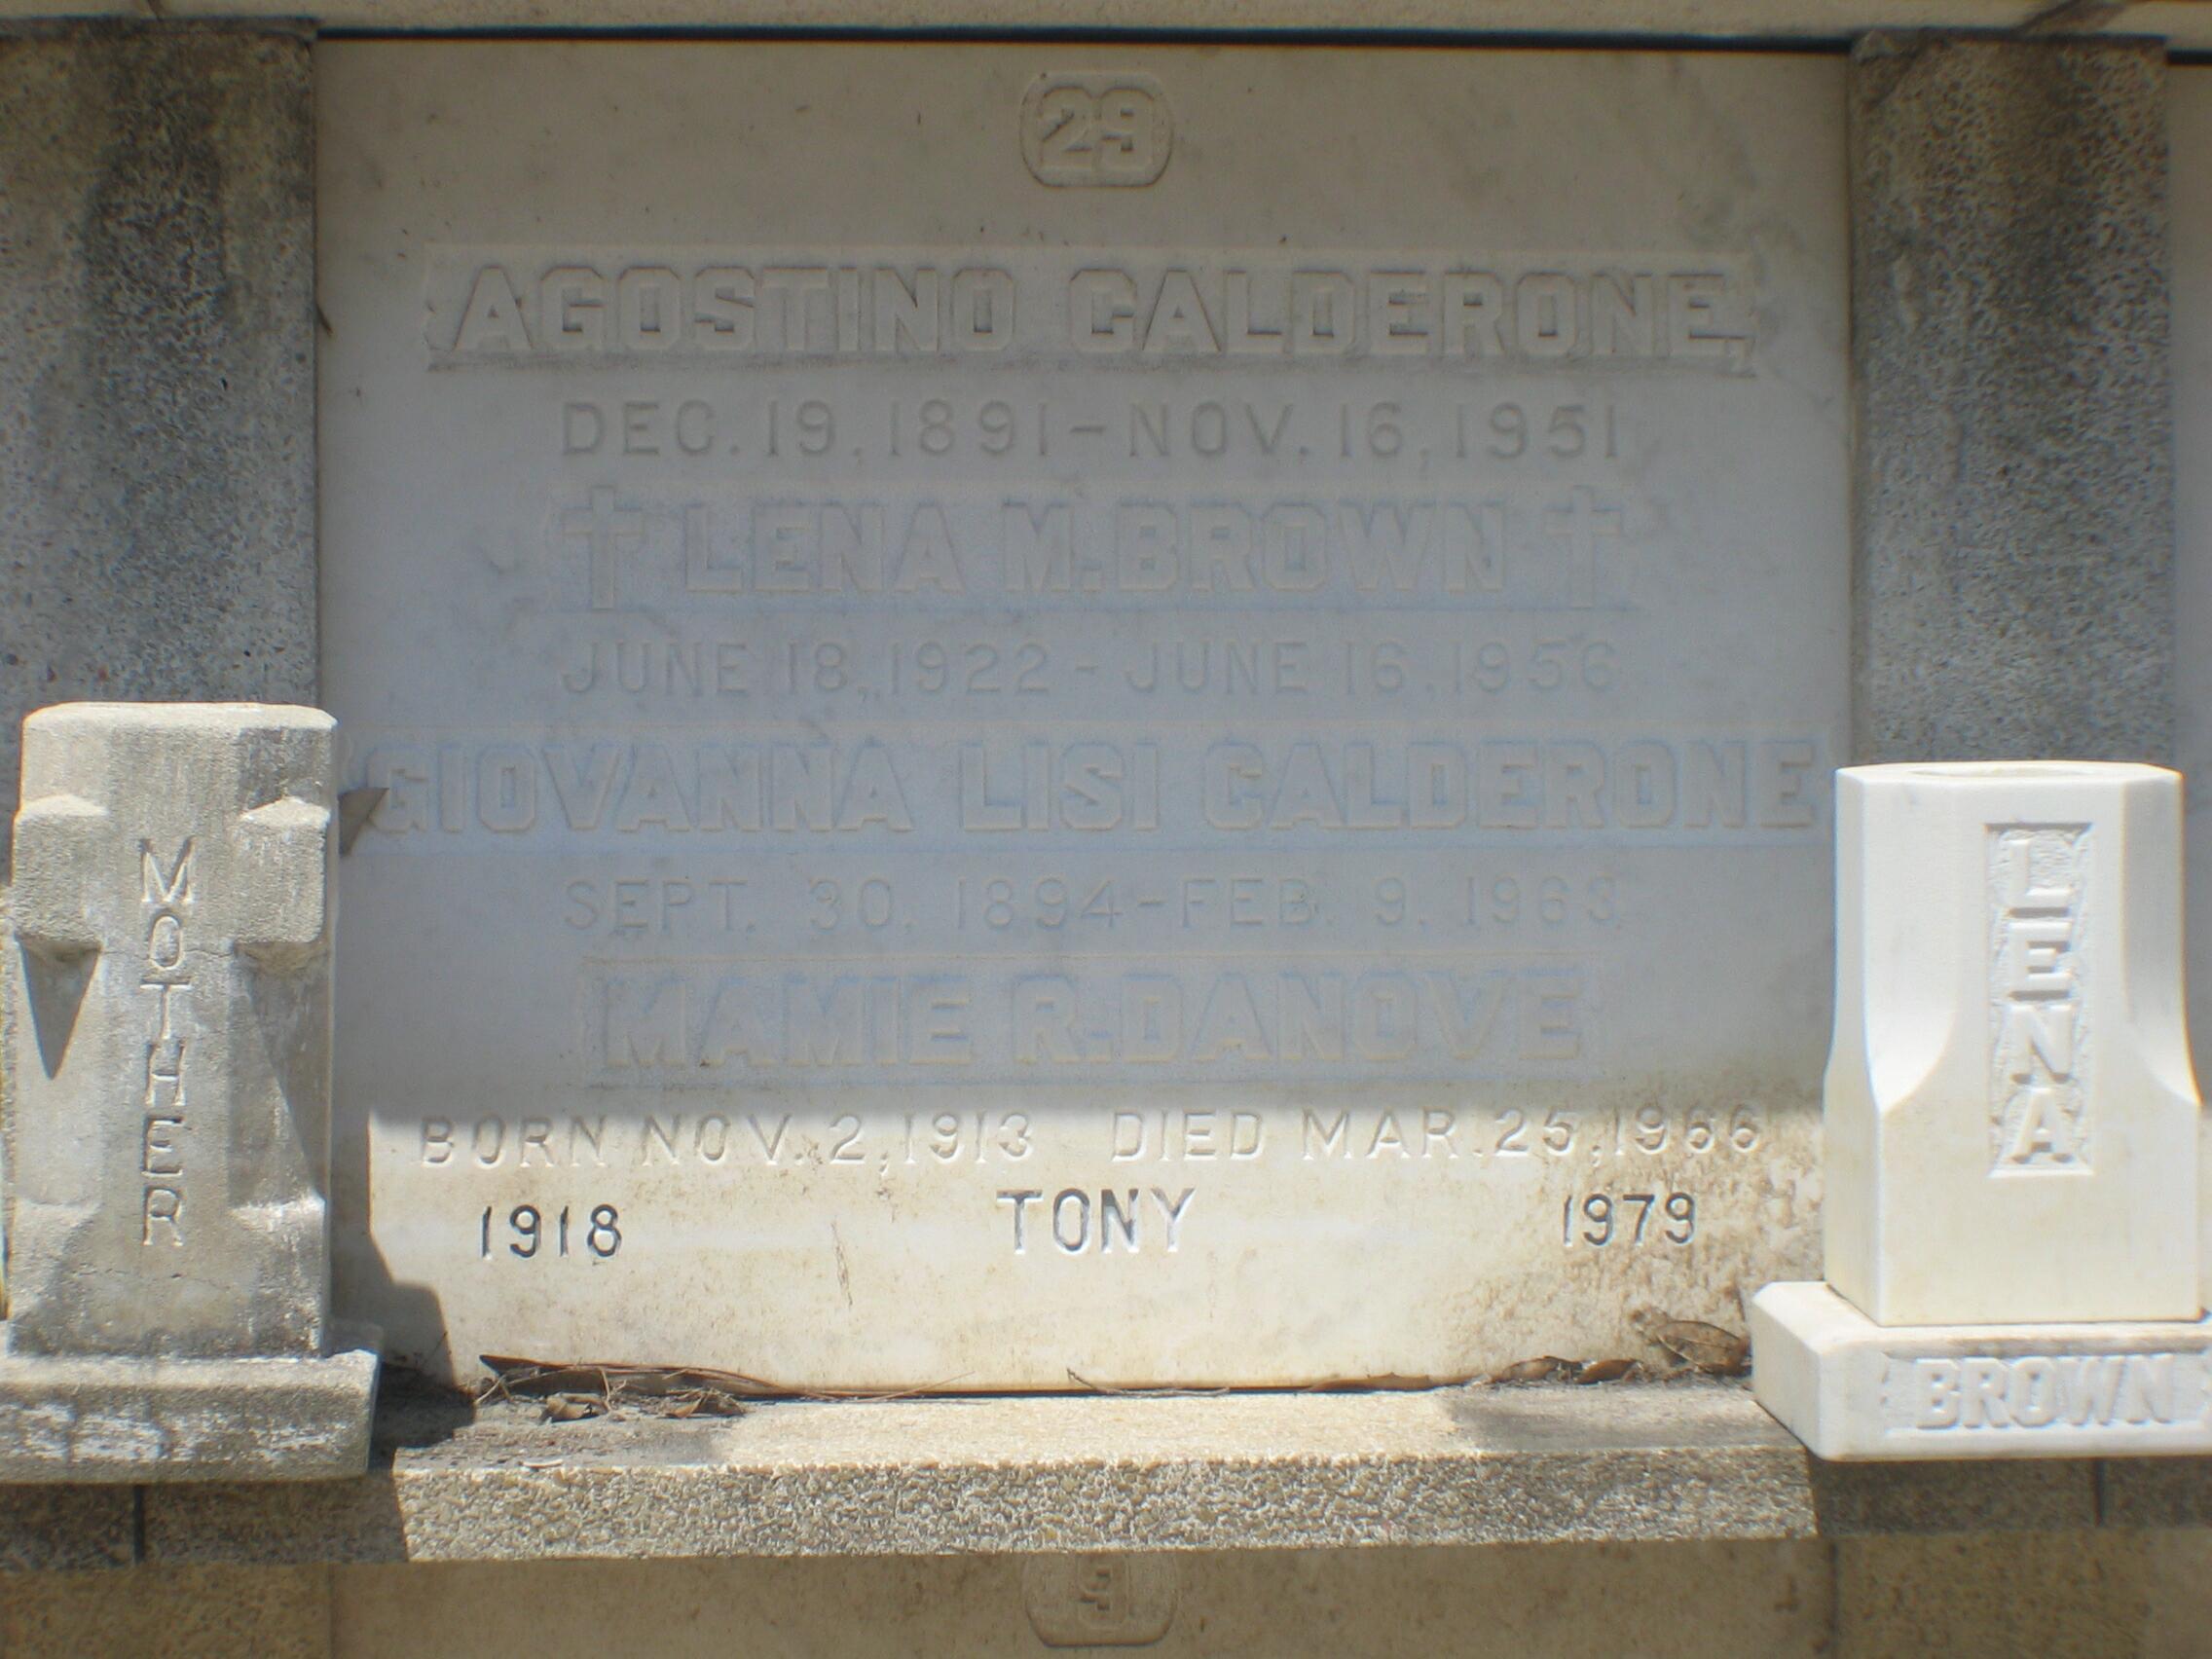 29
AGOSTINO CALDERONE,
DEC. 19, 1891 - NOV. 16, 1951
† LENA M. BROWN †
JUNE 18, 1922 - JUNE 16, 1956
GIOVANNA LISI CALDERONE
SEPT. 30, 1894 - FEB. 9, 1963
MAMIE R. DANOVE
BORN NOV. 2, 1913 DIED MAR. 25, 1966
1918 TONY 1979
MOTHER
LENA
BROWN